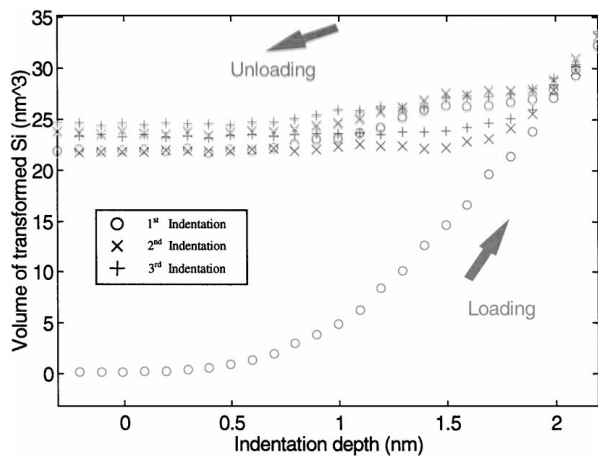 35
30
25
20
15
10
5
0
Volume of transformed Si (nm^3)
Unloading
1st Indentation
2nd Indentation
3rd Indentation
Loading
0 0.5 1 1.5 2
Indentation depth (nm)